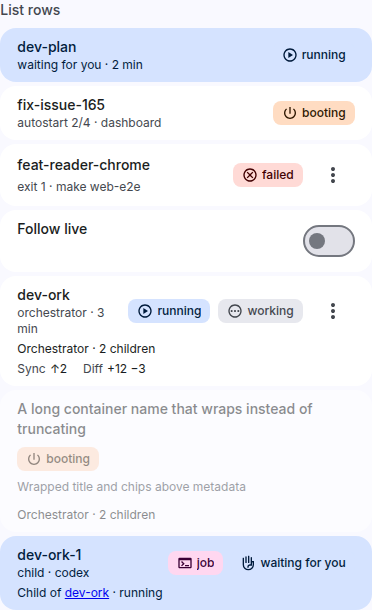 List rows
dev-plan
waiting for you · 2 min
running
fix-issue-165
autostart 2/4 · dashboard
booting
feat-reader-chrome
exit 1 · make web-e2e
failed
Follow live
dev-ork
orchestrator · 3
min
running
working
Orchestrator · 2 children
Sync ↑2 Diff +12 −3
A long container name that wraps instead of
truncating
booting
Wrapped title and chips above metadata
Orchestrator · 2 children
dev-ork-1
child · codex
job
waiting for you
Child of dev-ork · running